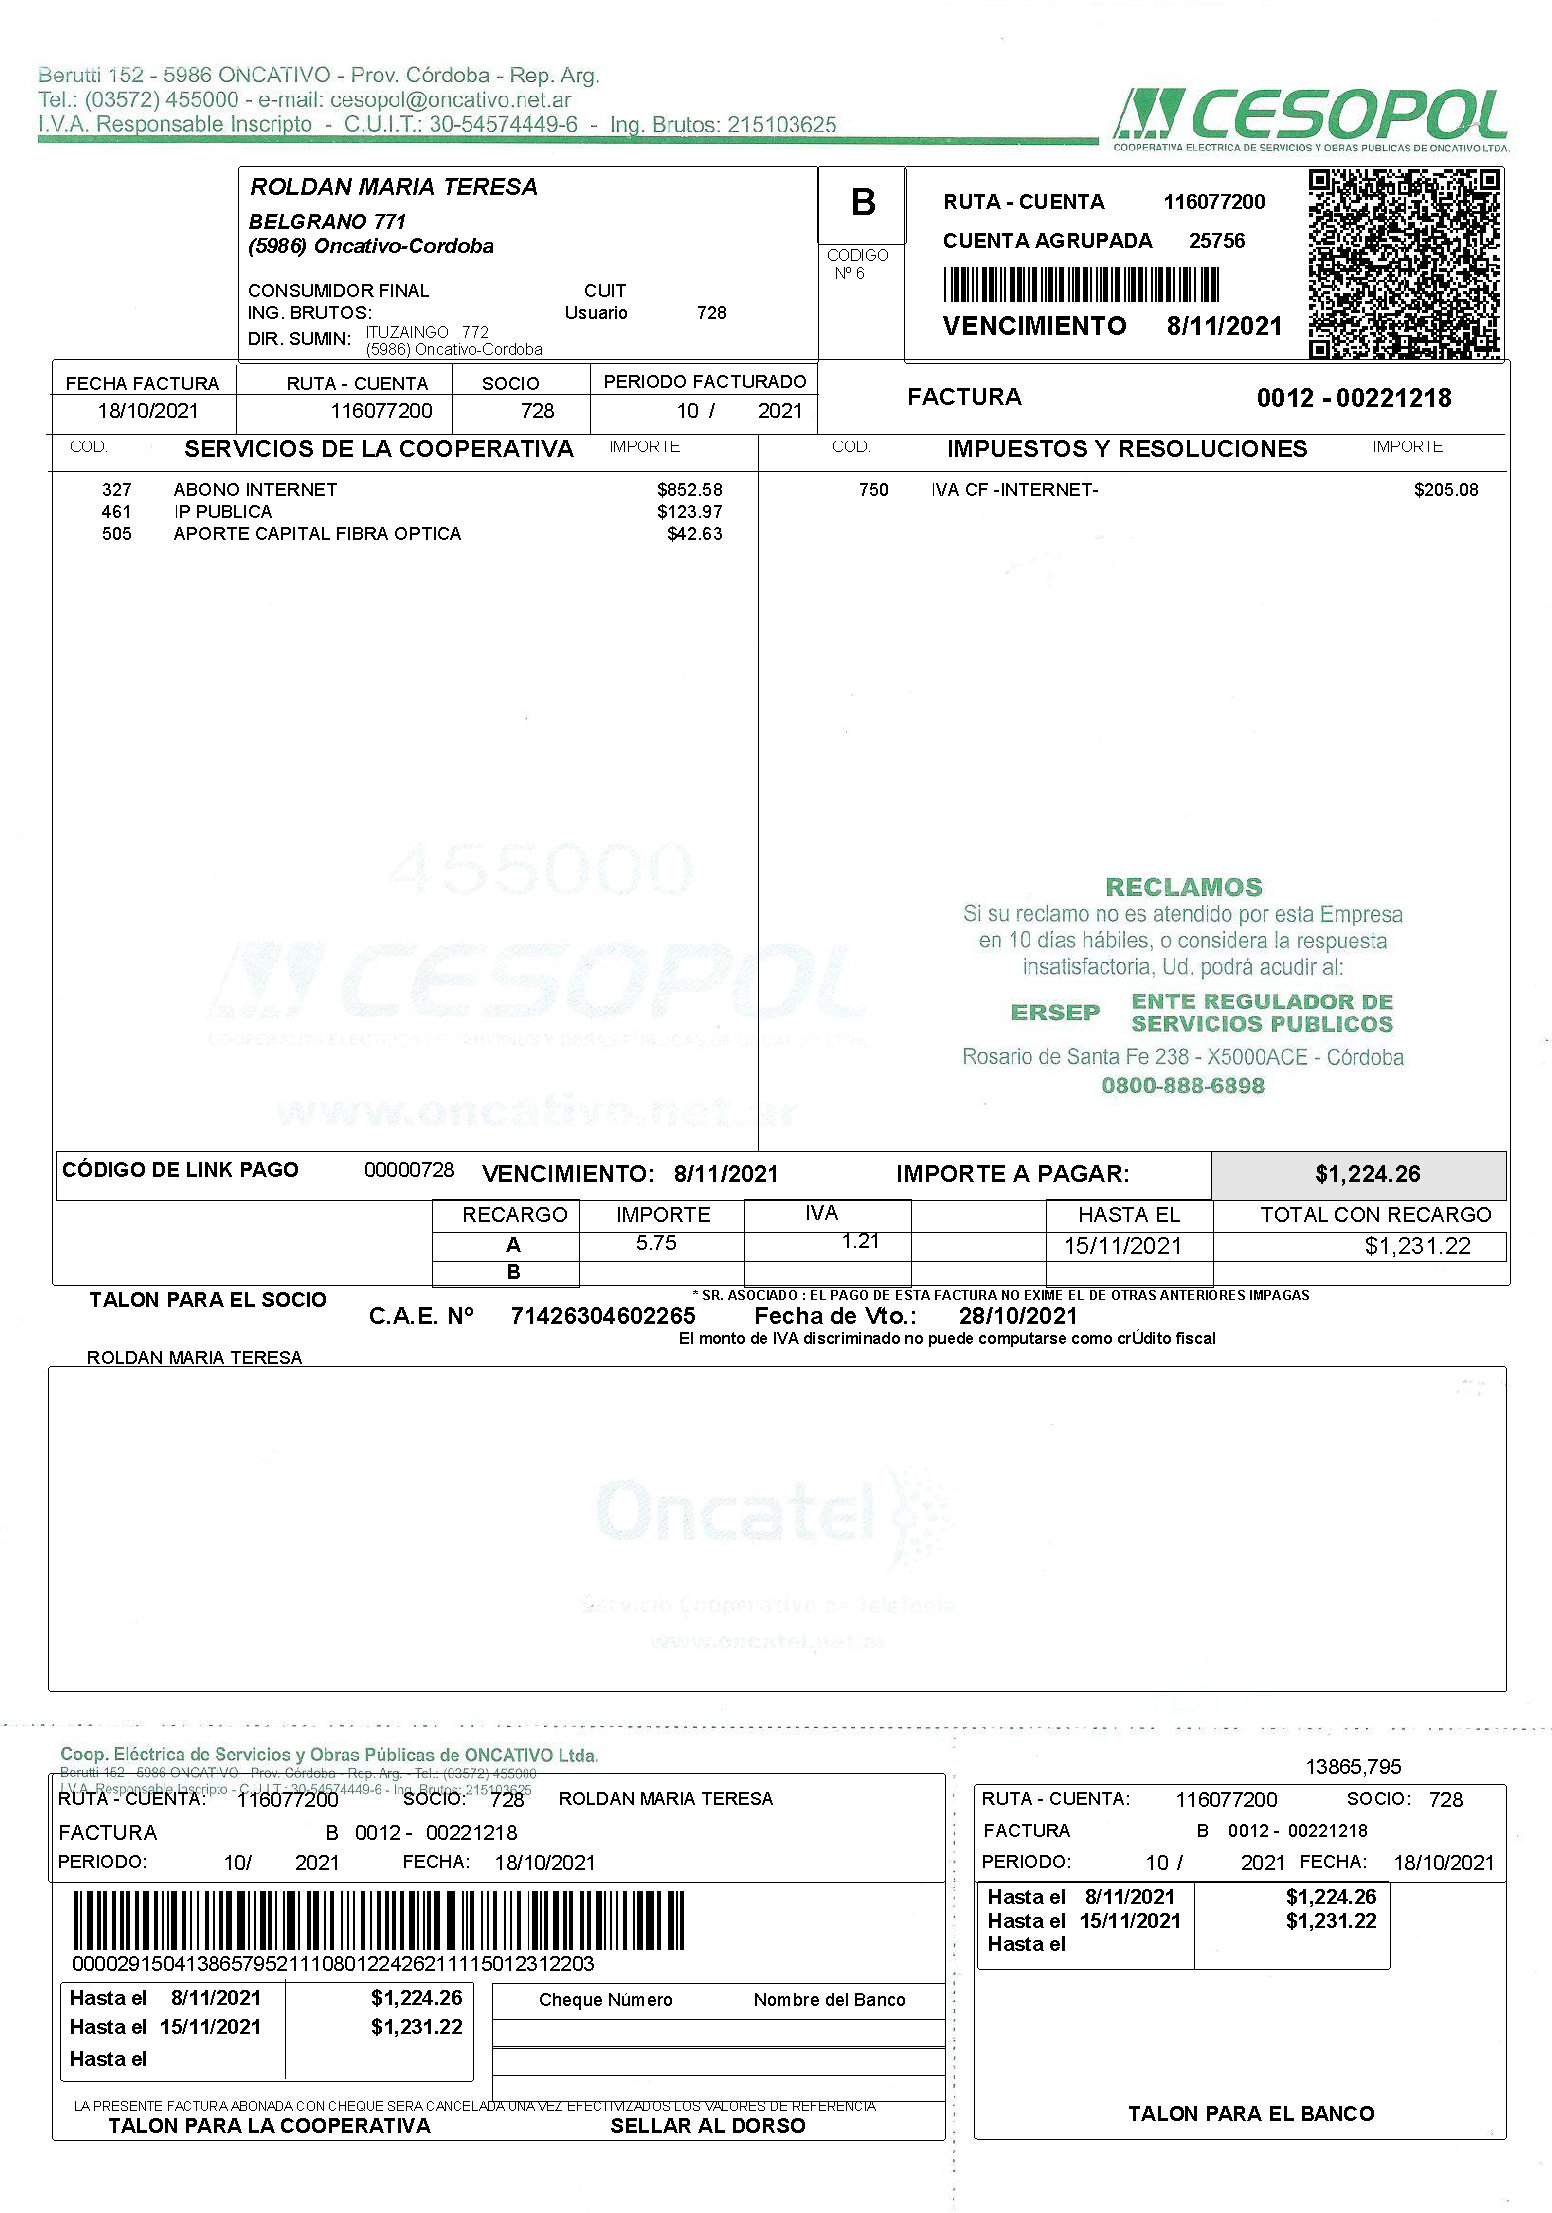 Berutti 152 - 5986 ONCATIVO - Prov. Córdoba - Rep. Arg.
Tel.: (03572) 455000 - e-mail: cesopol@oncativo.net.ar
I.V.A. Responsable Inscripto - C.U.I.T.: 30-54574449-6 - Ing. Brutos: 215103625
CESOPOL
COOPERATIVA ELECTRICA DE SERVICIOS Y OBRAS PUBLICAS DE ONCATIVO LTDA.
ROLDAN MARIA TERESA
BELGRANO 771
(5986) Oncativo-Cordoba
CONSUMIDOR FINAL CUIT
ING. BRUTOS: Usuario 728
DIR. SUMIN: ITUZAINGO 772
(5986) Oncativo-Cordoba
B
CODIGO
Nº 6
RUTA - CUENTA 116077200
CUENTA AGRUPADA 25756
VENCIMIENTO 8/11/2021
FECHA FACTURA RUTA - CUENTA SOCIO PERIODO FACTURADO
18/10/2021 116077200 728 10 / 2021
FACTURA 0012 - 00221218
COD. SERVICIOS DE LA COOPERATIVA IMPORTE COD. IMPUESTOS Y RESOLUCIONES IMPORTE
327 ABONO INTERNET $852.58 750 IVA CF -INTERNET- $205.08
461 IP PUBLICA $123.97
505 APORTE CAPITAL FIBRA OPTICA $42.63
455000
CESOPOL
COOPERATIVA ELECTRICA DE SERVICIOS Y OBRAS PUBLICAS DE ONCATIVO LTDA.
www.oncativo.net.ar
RECLAMOS
Si su reclamo no es atendido por esta Empresa
en 10 días hábiles, o considera la respuesta
insatisfactoria, Ud. podrá acudir al:
ERSEP ENTE REGULADOR DE
SERVICIOS PUBLICOS
Rosario de Santa Fe 238 - X5000ACE - Córdoba
0800-888-6898
CÓDIGO DE LINK PAGO 00000728 VENCIMIENTO: 8/11/2021 IMPORTE A PAGAR: $1,224.26
RECARGO IMPORTE IVA HASTA EL TOTAL CON RECARGO
A 5.75 1.21 15/11/2021 $1,231.22
B
TALON PARA EL SOCIO
* SR. ASOCIADO : EL PAGO DE ESTA FACTURA NO EXIME EL DE OTRAS ANTERIORES IMPAGAS
C.A.E. Nº 71426304602265 Fecha de Vto.: 28/10/2021
El monto de IVA discriminado no puede computarse como crÚdito fiscal
ROLDAN MARIA TERESA
Oncatel
Servicio Cooperativo de Telefonía
www.oncatel.net.ar
Coop. Eléctrica de Servicios y Obras Públicas de ONCATIVO Ltda.
Berutti 152 - 5986 ONCATIVO - Prov. Córdoba - Rep. Arg. - Tel.: (03572) 455000
I.V.A. Responsable Inscripto - C.U.I.T.: 30-54574449-6 - Ing. Brutos: 215103625
RUTA - CUENTA: 116077200 SOCIO: 728 ROLDAN MARIA TERESA
FACTURA B 0012 - 00221218
PERIODO: 10/ 2021 FECHA: 18/10/2021
0000291504138657952111080122426211115012312203
Hasta el 8/11/2021 $1,224.26
Hasta el 15/11/2021 $1,231.22
Hasta el
Cheque Número Nombre del Banco
LA PRESENTE FACTURA ABONADA CON CHEQUE SERA CANCELADA UNA VEZ EFECTIVIZADOS LOS VALORES DE REFERENCIA
TALON PARA LA COOPERATIVA SELLAR AL DORSO
13865,795
RUTA - CUENTA: 116077200 SOCIO: 728
FACTURA B 0012 - 00221218
PERIODO: 10 / 2021 FECHA: 18/10/2021
Hasta el 8/11/2021 $1,224.26
Hasta el 15/11/2021 $1,231.22
Hasta el
TALON PARA EL BANCO